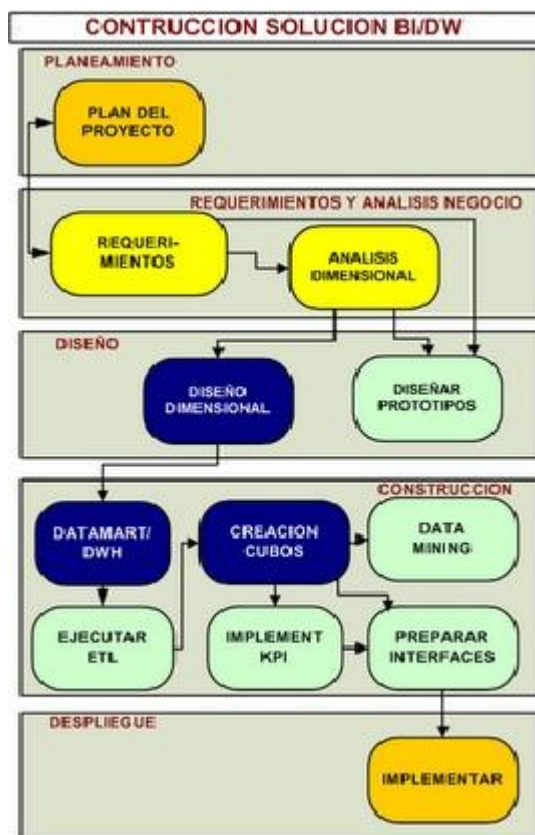 CONTRUCCION SOLUCION BI/DW
PLANEAMIENTO
PLAN DEL
PROYECTO
REQUERIMIENTOS Y ANALISIS NEGOCIO
REQUERI-
MIENTOS
ANALISIS
DIMENSIONAL
DISEÑO
DISEÑO
DIMENSIONAL
DISEÑAR
PROTOTIPOS
CONSTRUCCION
DATAMART/
DWH
CREACION
CUBOS
DATA
MINING
EJECUTAR
ETL
IMPLEMENT
KPI
PREPARAR
INTERFACES
DESPLIEGUE
IMPLEMENTAR